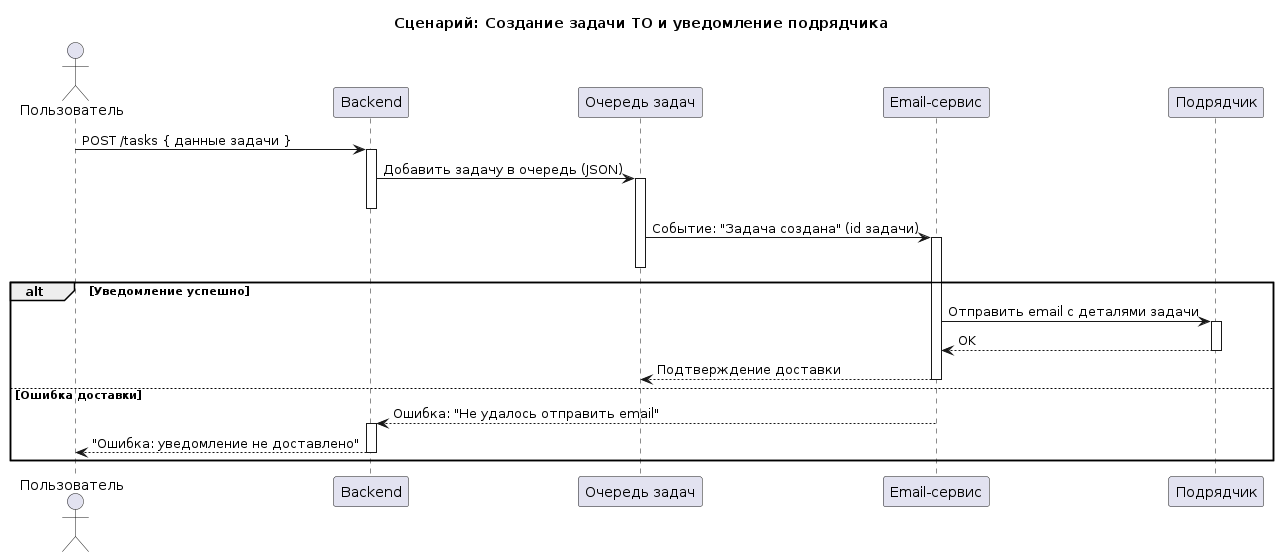 Сценарий: Создание задачи ТО и уведомление подрядчика
Пользователь
Backend
Очередь задач
Email-сервис
Подрядчик
POST /tasks { данные задачи }
Добавить задачу в очередь (JSON)
Событие: "Задача создана" (id задачи)
alt
[Уведомление успешно]
Отправить email с деталями задачи
OK
Подтверждение доставки
[Ошибка доставки]
Ошибка: "Не удалось отправить email"
"Ошибка: уведомление не доставлено"
Пользователь
Backend
Очередь задач
Email-сервис
Подрядчик